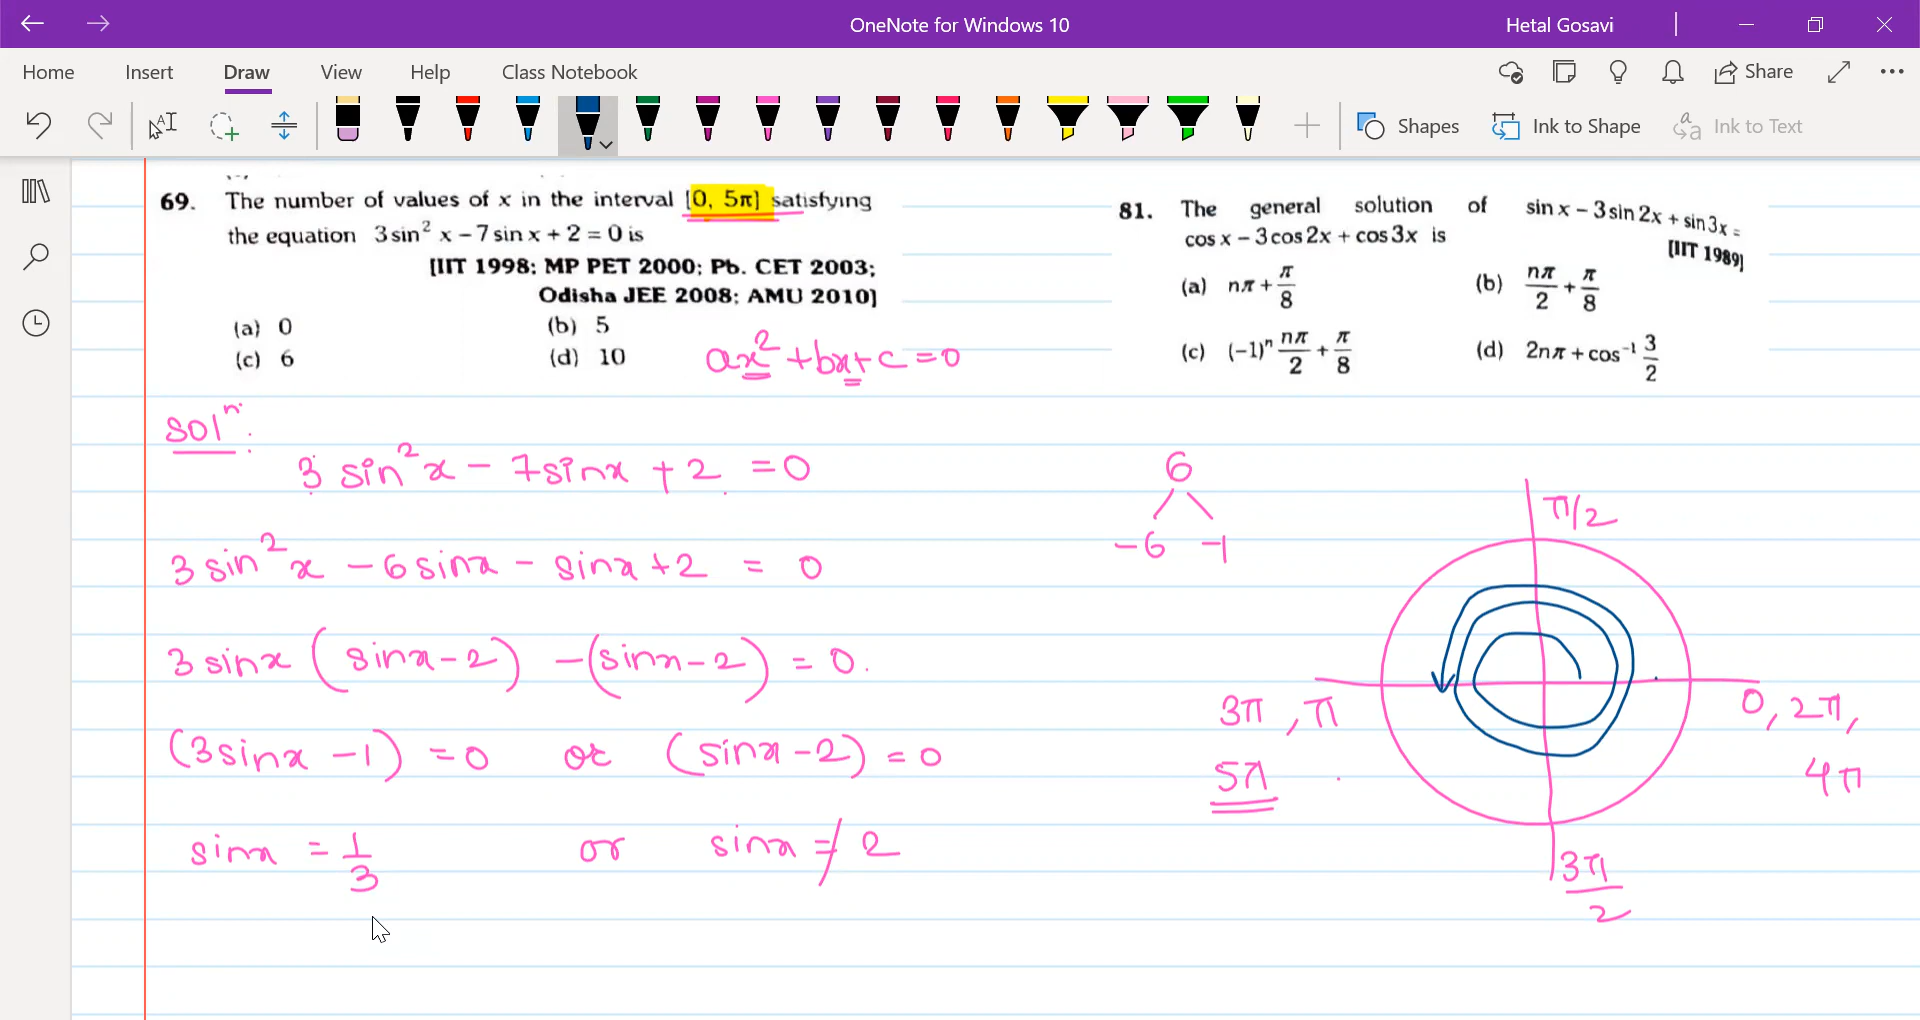 OneNote for Windows 10
Hetal Gosavi
Home Insert Draw View Help Class Notebook
Share
Shapes Ink to Shape Ink to Text
69. The number of values of x in the interval [0, 5π] satisfying
the equation 3 sin² x − 7 sin x + 2 = 0 is
[IIT 1998; MP PET 2000; Pb. CET 2003;
Odisha JEE 2008; AMU 2010]
(a) 0 (b) 5
(c) 6 (d) 10
ax² + bx + c = 0
81. The general solution of sin x − 3 sin 2x + sin 3x =
cos x − 3 cos 2x + cos 3x is
[IIT 1989]
(a) nπ + π/8 (b) nπ/2 + π/8
(c) (−1)ⁿ nπ/2 + π/8 (d) 2nπ + cos⁻¹ 3/2
Solⁿ:
3 sin²x − 7 sinx + 2 = 0
3 sin²x − 6 sinx − sinx + 2 = 0
3 sinx (sinx − 2) − (sinx − 2) = 0.
(3 sinx − 1) = 0 or (sinx − 2) = 0
sinx = 1/3 or sinx ≠ 2
6
−6 −1
π/2
3π, π
5π
0, 2π,
4π
3π/2